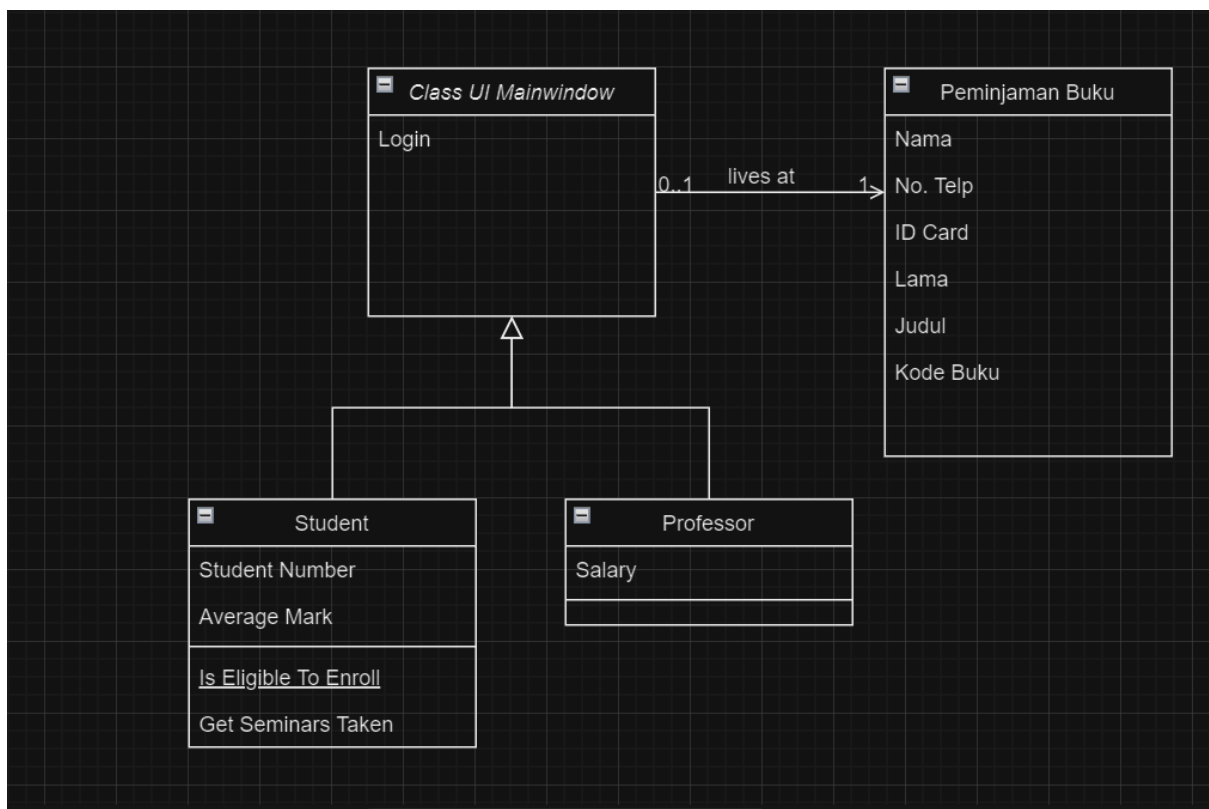 Class UI Mainwindow
Login
0..1
lives at
1
Peminjaman Buku
Nama
No. Telp
ID Card
Lama
Judul
Kode Buku
Student
Student Number
Average Mark
Is Eligible To Enroll
Get Seminars Taken
Professor
Salary